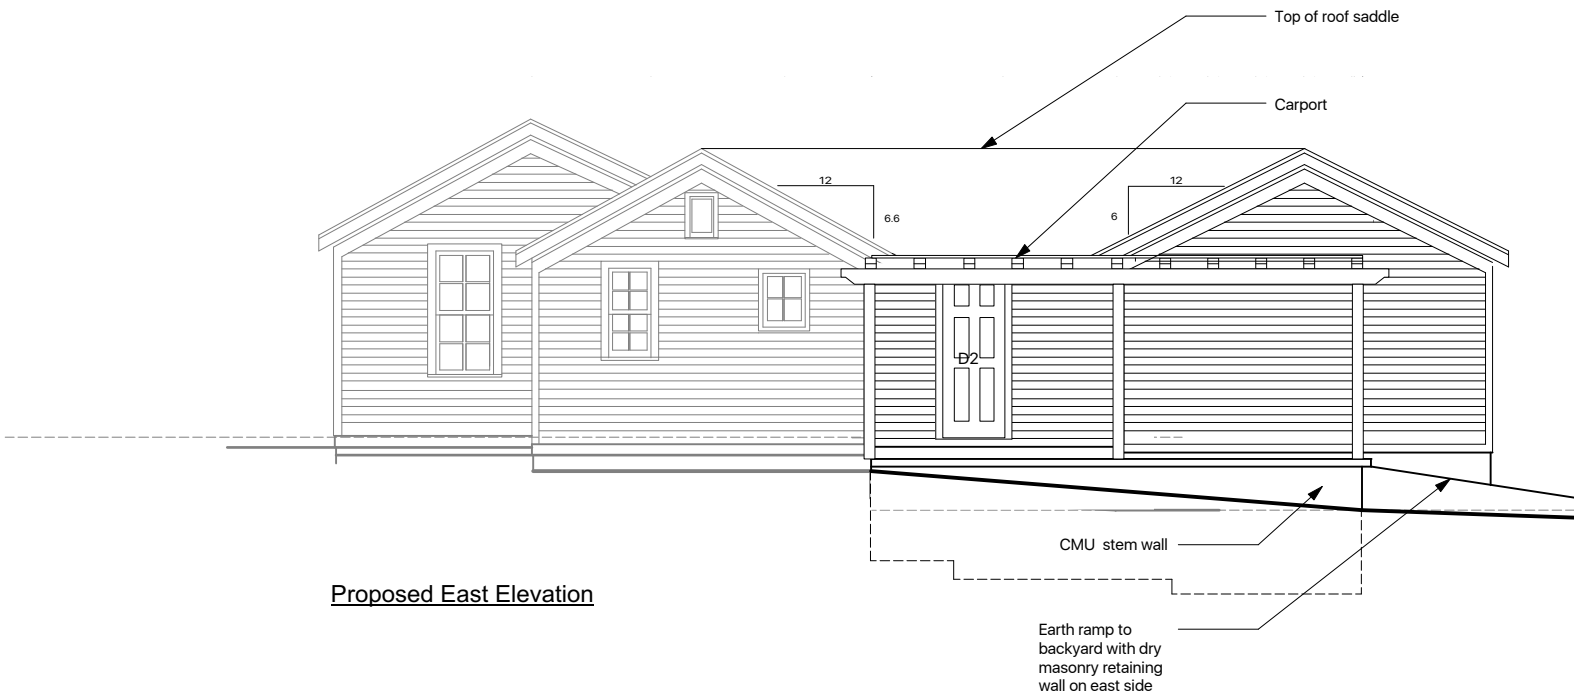 Top of roof saddle
Carport
12
6.6
12
6
D2
CMU stem wall
Proposed East Elevation
Earth ramp to
backyard with dry
masonry retaining
wall on east side